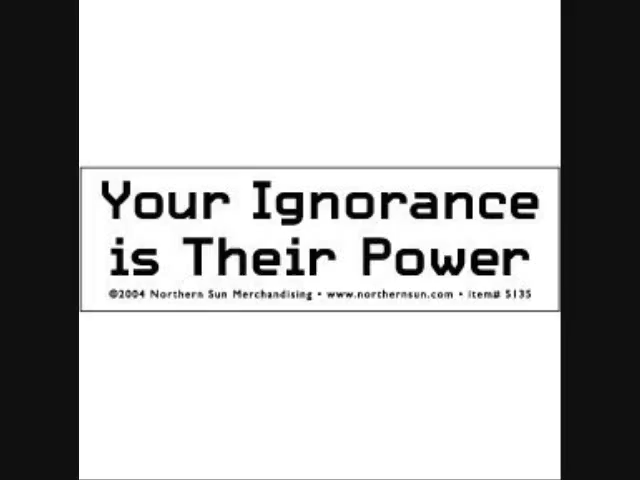 Your Ignorance
is Their Power
©2004 Northern Sun Merchandising • www.northernsun.com • Item# 5135